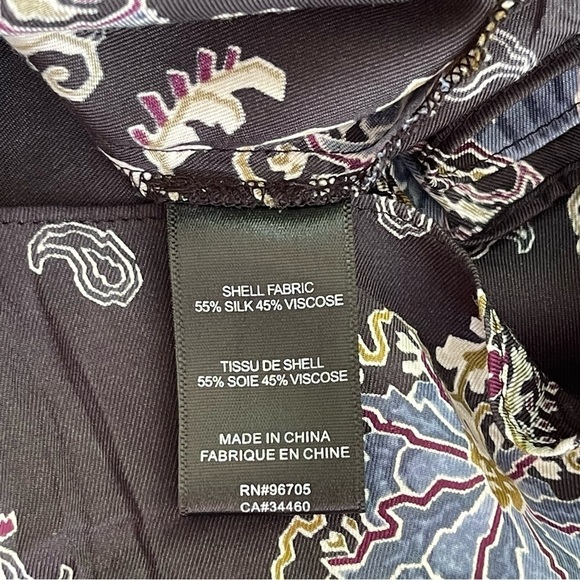 SHELL FABRIC
55% SILK 45% VISCOSE
TISSU DE SHELL
55% SOIE 45% VISCOSE
MADE IN CHINA
FABRIQUE EN CHINE
RN#96705
CA#34460